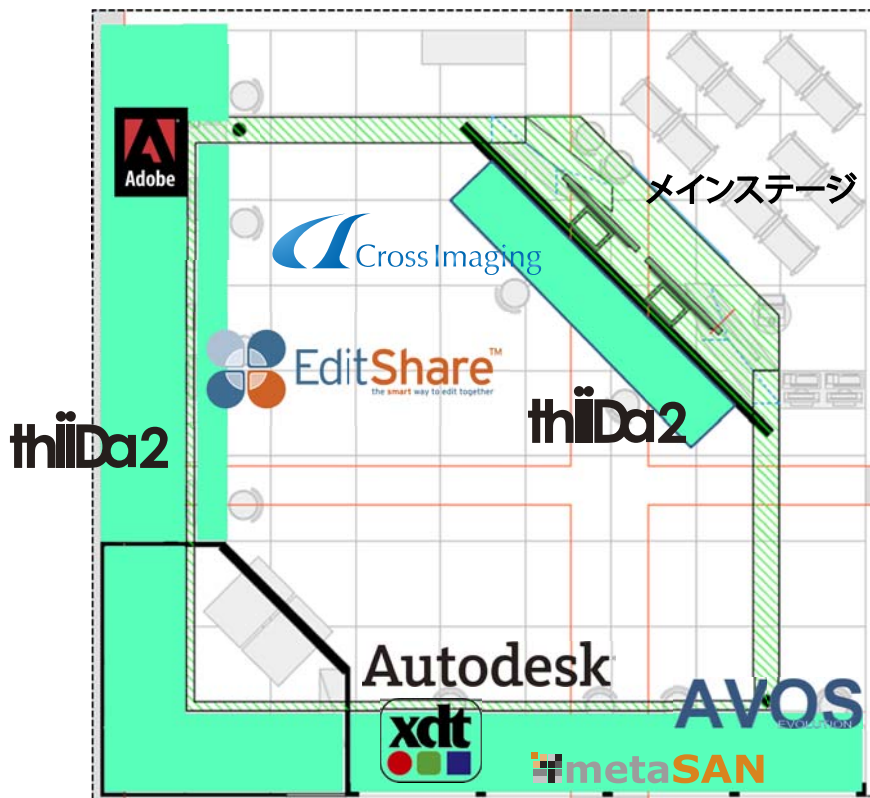 Adobe
メインステージ
Cross Imaging
EditShare™
the smart way to edit together
thiiDa2
thiiDa2
Autodesk
AVOS
EVOLUTION
xdt
metaSAN